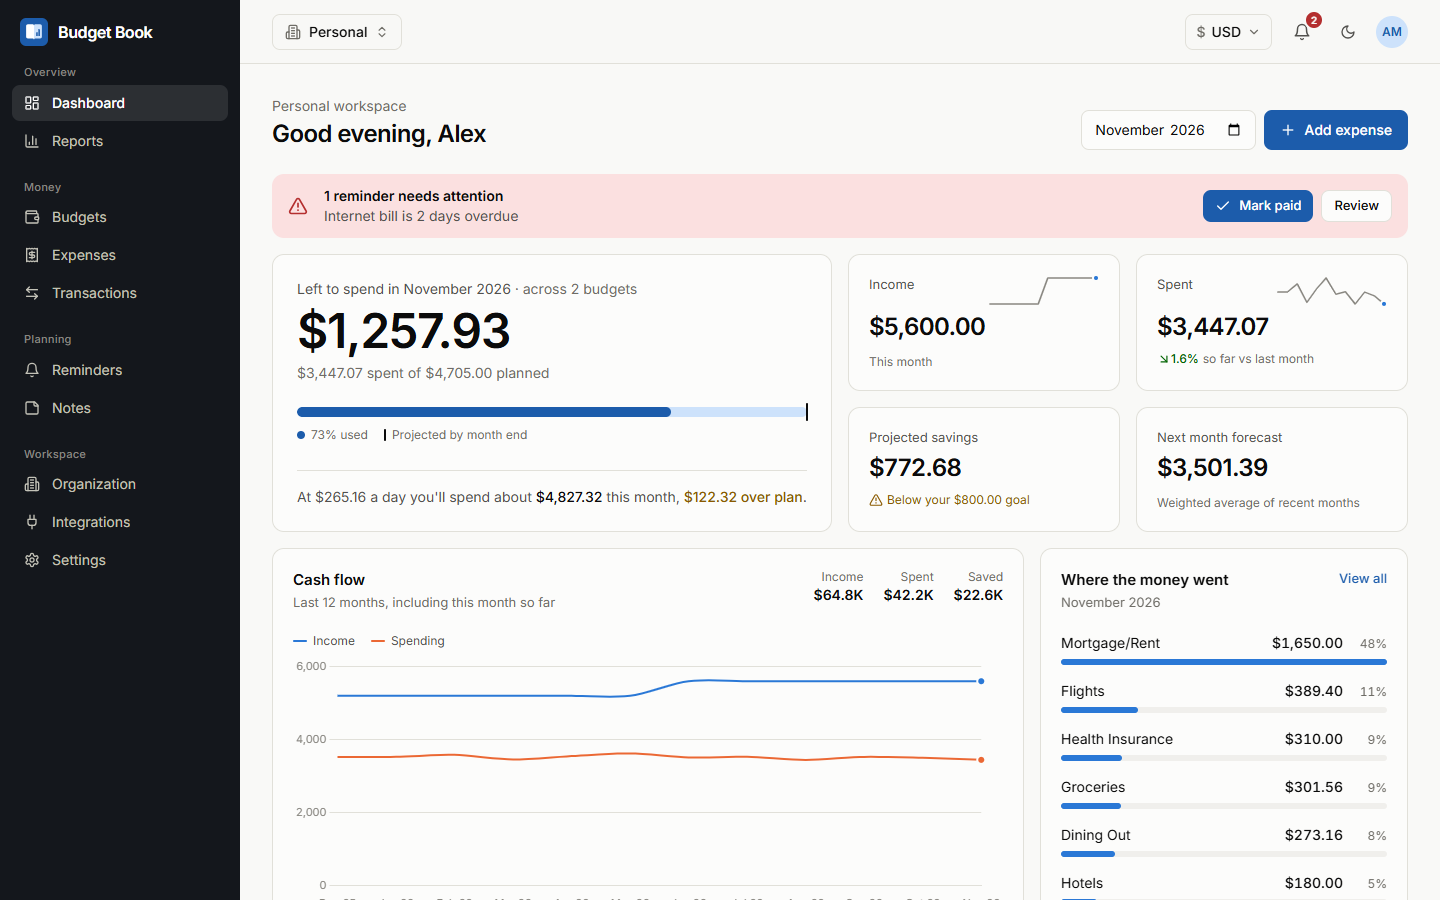 Budget Book
Overview
Dashboard
Reports
Money
Budgets
Expenses
Transactions
Planning
Reminders
Notes
Workspace
Organization
Integrations
Settings
Personal
$ USD
2
AM
Personal workspace
Good evening, Alex
November 2026
Add expense
1 reminder needs attention
Internet bill is 2 days overdue
Mark paid
Review
Left to spend in November 2026 · across 2 budgets
$1,257.93
$3,447.07 spent of $4,705.00 planned
73% used
Projected by month end
At $265.16 a day you'll spend about $4,827.32 this month, $122.32 over plan.
Income
$5,600.00
This month
Spent
$3,447.07
1.6% so far vs last month
Projected savings
$772.68
Below your $800.00 goal
Next month forecast
$3,501.39
Weighted average of recent months
Cash flow
Last 12 months, including this month so far
Income
$64.8K
Spent
$42.2K
Saved
$22.6K
Income
Spending
6,000
4,000
2,000
0
Where the money went
View all
November 2026
Mortgage/Rent $1,650.00 48%
Flights $389.40 11%
Health Insurance $310.00 9%
Groceries $301.56 9%
Dining Out $273.16 8%
Hotels $180.00 5%